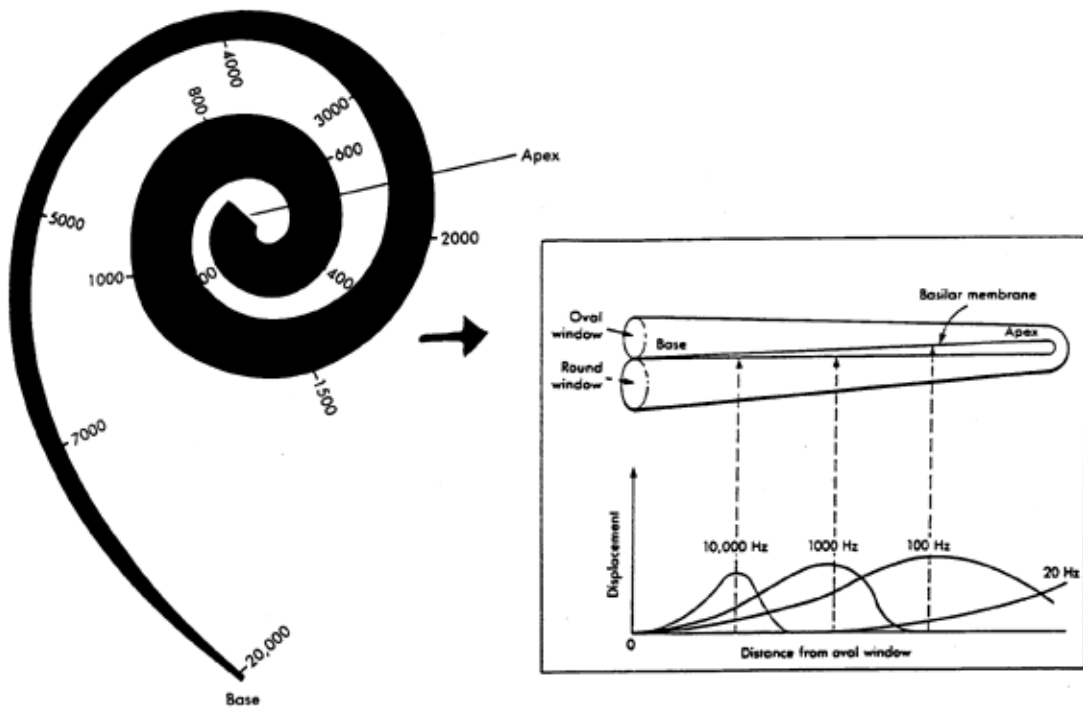 4000
800
3000
600
Apex
5000
2000
1000
00
400
1500
7000
20,000
Base
Basilar membrane
Oval
window
Base
Apex
Round
window
Displacement
10,000 Hz
1000 Hz
100 Hz
20 Hz
0
Distance from oval window